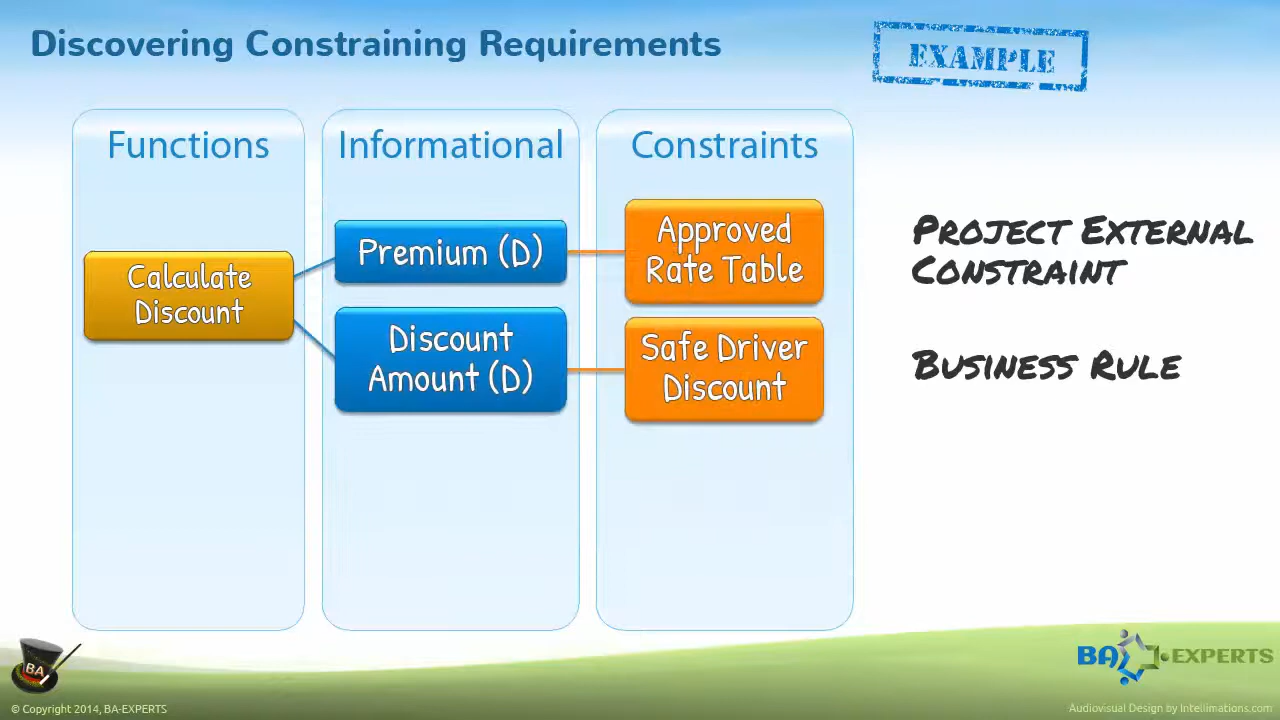 Discovering Constraining Requirements
EXAMPLE
Functions
Informational
Constraints
Calculate
Discount
Premium (D)
Discount
Amount (D)
Approved
Rate Table
Safe Driver
Discount
PROJECT EXTERNAL
CONSTRAINT
BUSINESS RULE
BA
BA EXPERTS
© Copyright 2014, BA-EXPERTS
Audiovisual Design by Intellimations.com